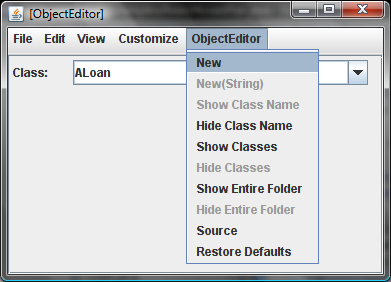 [ObjectEditor]
File Edit View Customize ObjectEditor
Class: ALoan
New
New(String)
Show Class Name
Hide Class Name
Show Classes
Hide Classes
Show Entire Folder
Hide Entire Folder
Source
Restore Defaults